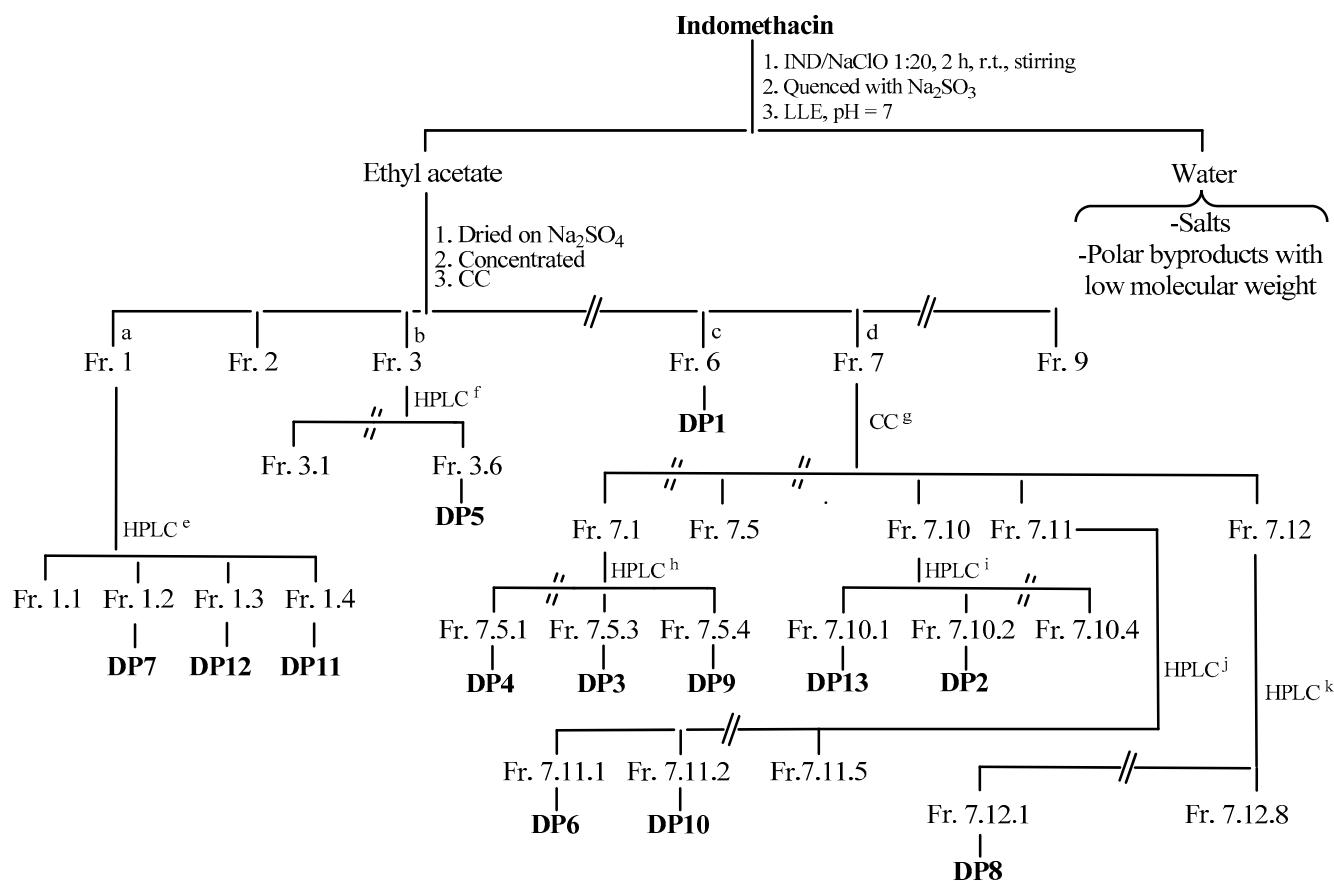 Indomethacin
1. IND/NaClO 1:20, 2 h, r.t., stirring
2. Quenced with Na₂SO₃
3. LLE, pH = 7
Ethyl acetate
Water
1. Dried on Na₂SO₄
2. Concentrated
3. CC
-Salts
-Polar byproducts with
low molecular weight
a b c d
Fr. 1 Fr. 2 Fr. 3 Fr. 6 Fr. 7 Fr. 9
HPLC f
DP1
CC g
Fr. 3.1 Fr. 3.6
DP5
HPLC e
Fr. 7.1 Fr. 7.5 Fr. 7.10 Fr. 7.11 Fr. 7.12
HPLC h HPLC i
Fr. 1.1 Fr. 1.2 Fr. 1.3 Fr. 1.4
DP7 DP12 DP11
Fr. 7.5.1 Fr. 7.5.3 Fr. 7.5.4 Fr. 7.10.1 Fr. 7.10.2 Fr. 7.10.4
DP4 DP3 DP9 DP13 DP2
HPLC j
HPLC k
Fr. 7.11.1 Fr. 7.11.2 Fr.7.11.5
DP6 DP10
Fr. 7.12.1 Fr. 7.12.8
DP8